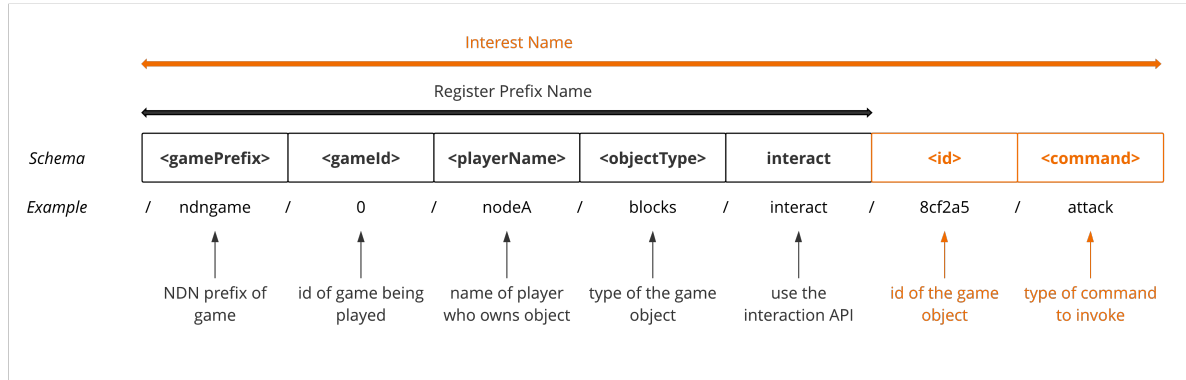 Interest Name
Register Prefix Name
Schema <gamePrefix> <gameId> <playerName> <objectType> interact <id> <command>
Example / ndngame / 0 / nodeA / blocks / interact / 8cf2a5 / attack
NDN prefix of game
id of game being played
name of player who owns object
type of the game object
use the interaction API
id of the game object
type of command to invoke